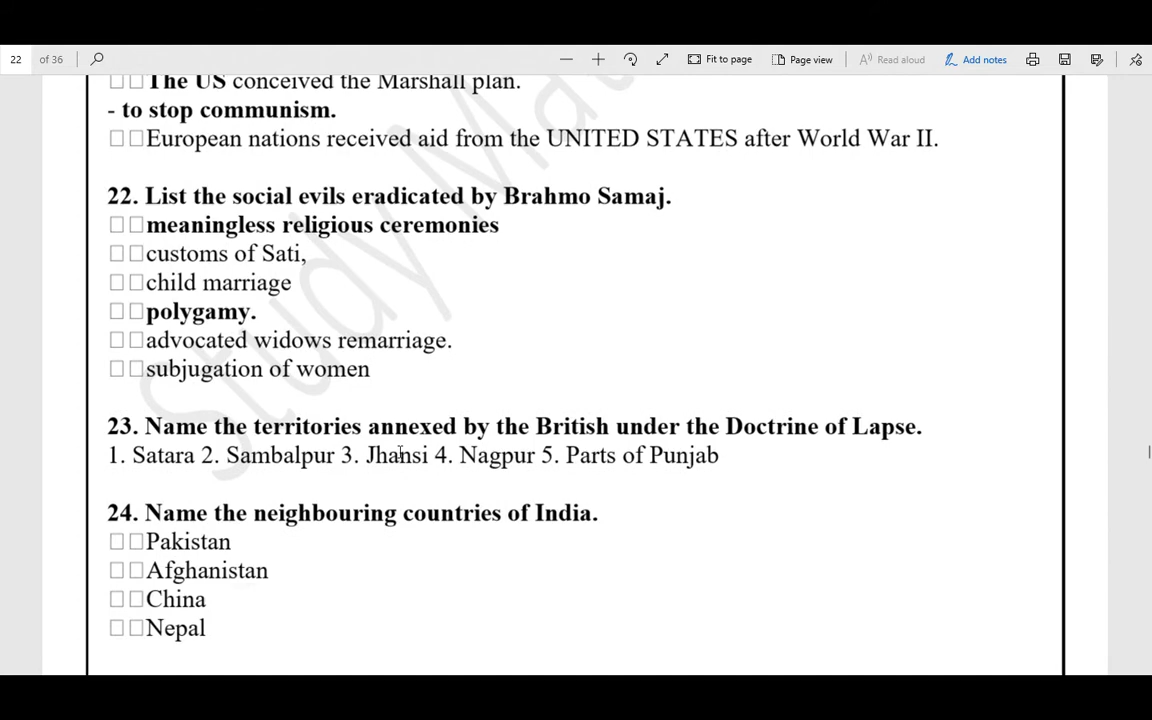 22 of 36 Fit to page Page view Read aloud Add notes
The US conceived the Marshall plan.
- to stop communism.
European nations received aid from the UNITED STATES after World War II.
22. List the social evils eradicated by Brahmo Samaj.
meaningless religious ceremonies
customs of Sati,
child marriage
polygamy.
advocated widows remarriage.
subjugation of women
23. Name the territories annexed by the British under the Doctrine of Lapse.
1. Satara 2. Sambalpur 3. Jhansi 4. Nagpur 5. Parts of Punjab
24. Name the neighbouring countries of India.
Pakistan
Afghanistan
China
Nepal